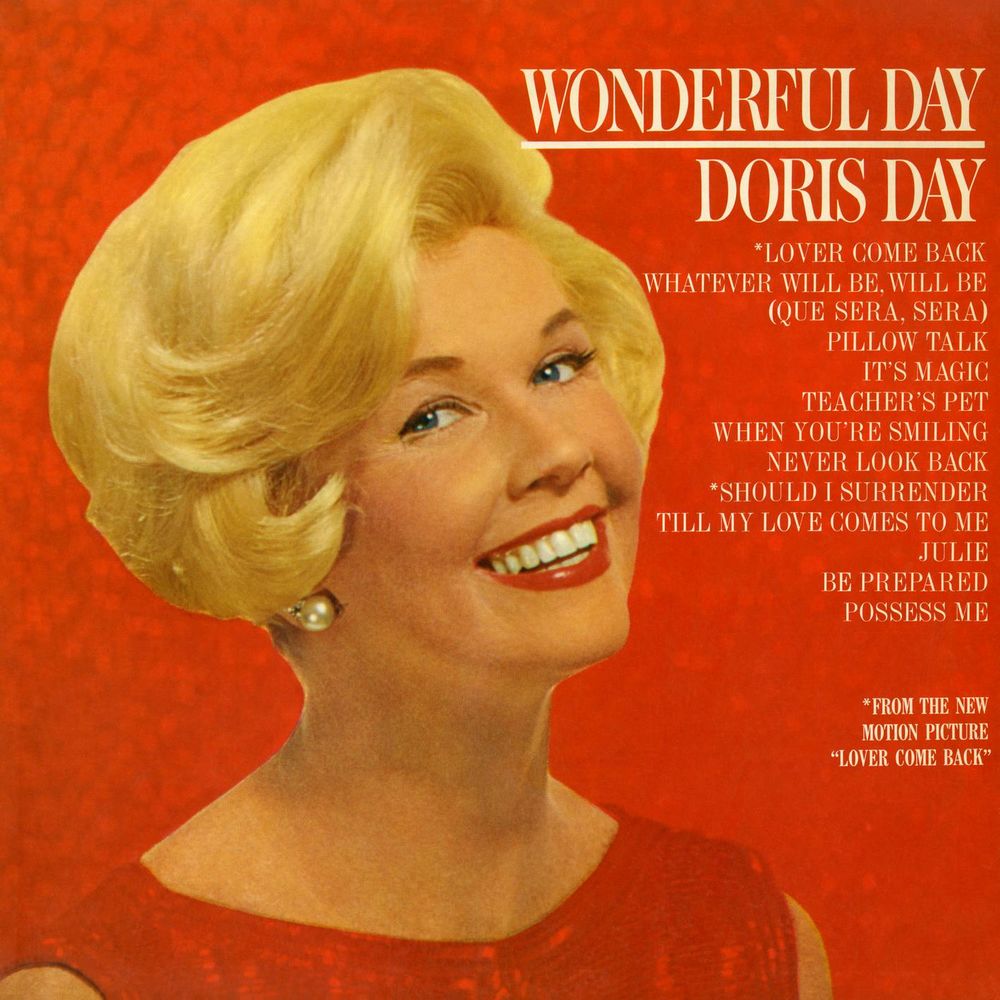 WONDERFUL DAY
DORIS DAY
*LOVER COME BACK
WHATEVER WILL BE, WILL BE
(QUE SERA, SERA)
PILLOW TALK
IT'S MAGIC
TEACHER'S PET
WHEN YOU'RE SMILING
NEVER LOOK BACK
*SHOULD I SURRENDER
TILL MY LOVE COMES TO ME
JULIE
BE PREPARED
POSSESS ME
*FROM THE NEW
MOTION PICTURE
“LOVER COME BACK”